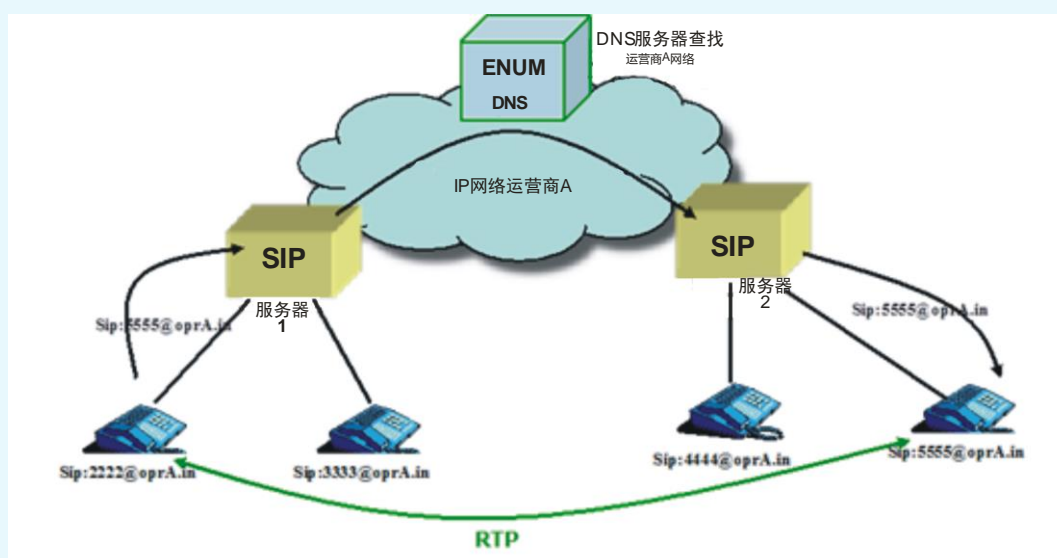 DNS服务器查找
运营商A网络
ENUM
DNS
IP网络运营商A
SIP
服务器
1
SIP
服务器
2
Sip:5555@oprA.in
Sip:5555@oprA.in
Sip:2222@oprA.in
Sip:3333@oprA.in
Sip:4444@oprA.in
Sip:5555@oprA.in
RTP